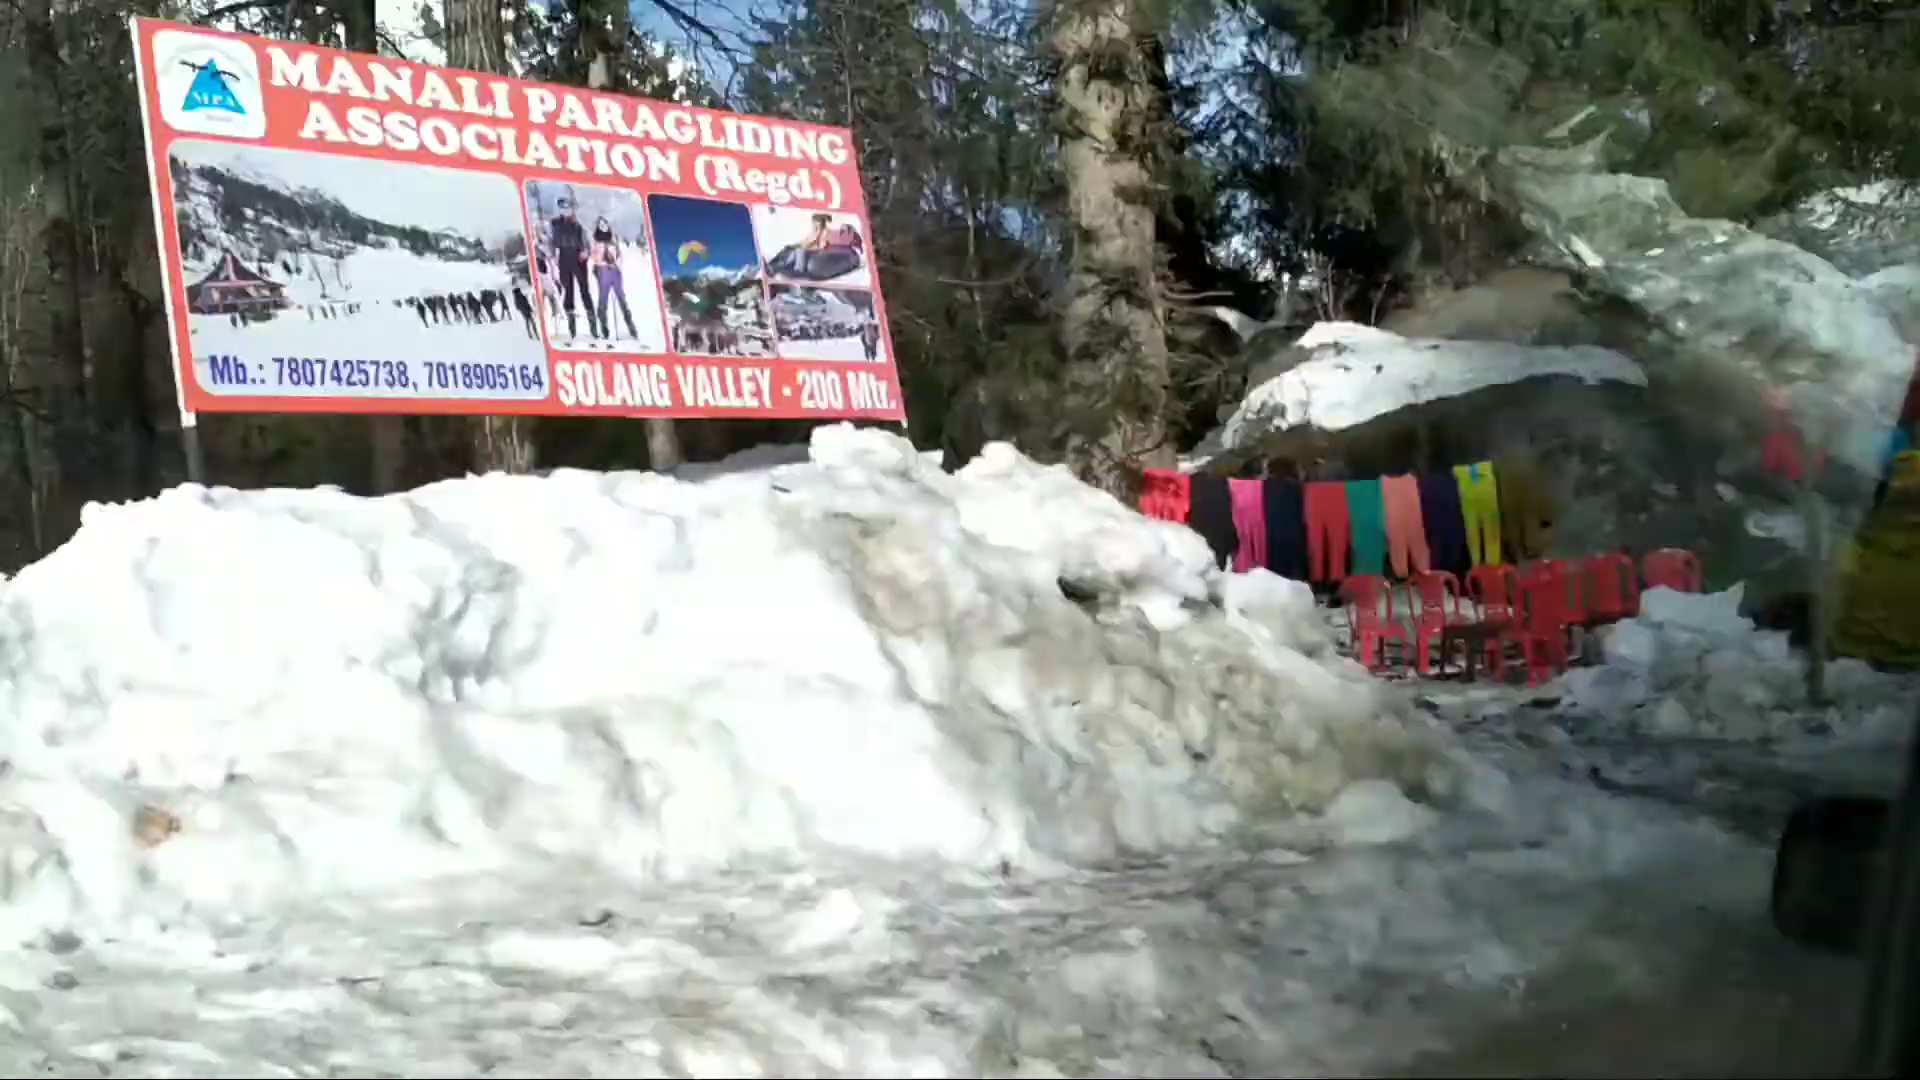 MPA
MANALI PARAGLIDING
ASSOCIATION (Regd.)
Mb.: 7807425738, 7018905164
SOLANG VALLEY - 200 Mtr.